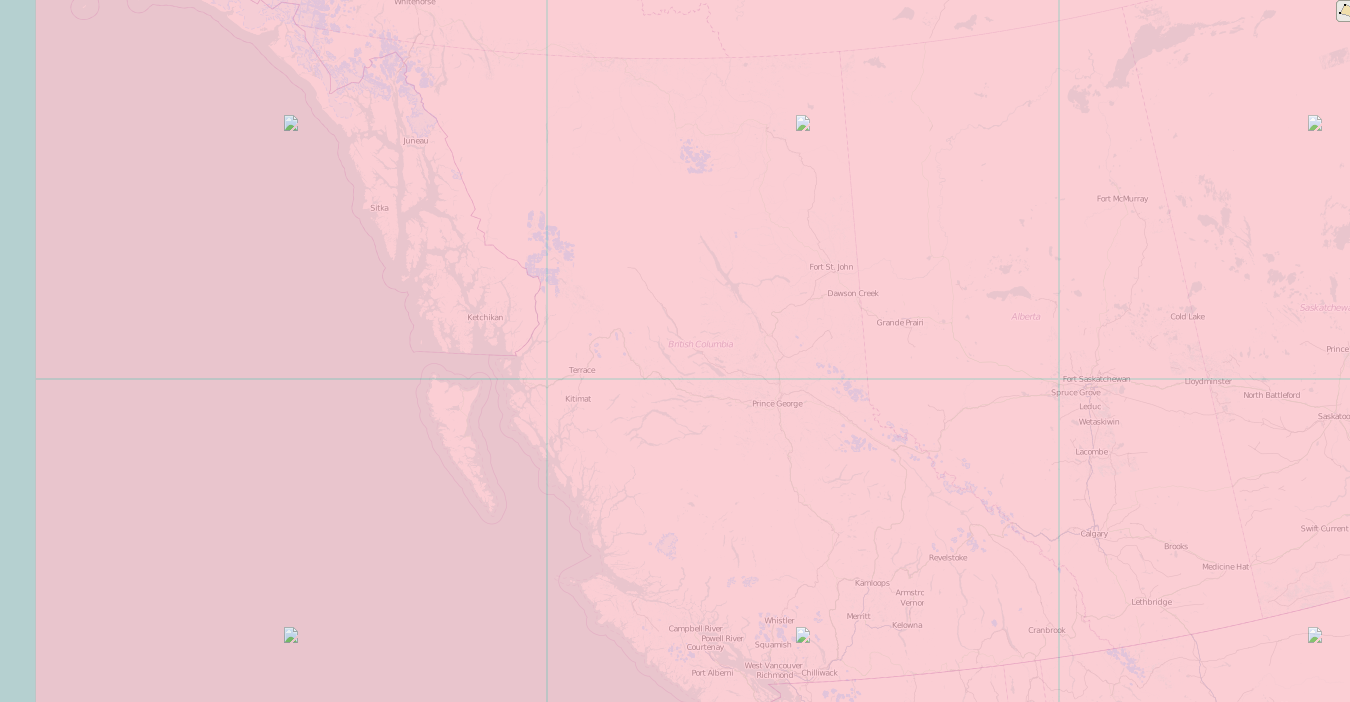 Whitehorse
Juneau
Fort McMurray
Sitka
Fort St. John
Dawson Creek
Saskatchew
Ketchikan
Alberta
Cold Lake
Grande Prain
British Columbia
Prince
Terrace
Fort Saskatchewan
Lloydminster
Spruce Grove
North Battleford
Kitimat
Prince George
Leduc
Saskatoo
Wetaskiwin
Lacombe
Swift Current
Calgary
Brooks
Revelstoke
Medicine Hat
Kamloops
Armstrc
Vernor
Lethbridge
Merritt
Whistler
Kelowna
Campbell River
Cranbrook
Powell River
Squamish
Courtenay
West Vancouver
Port Alberni
Richmond
Chilliwack